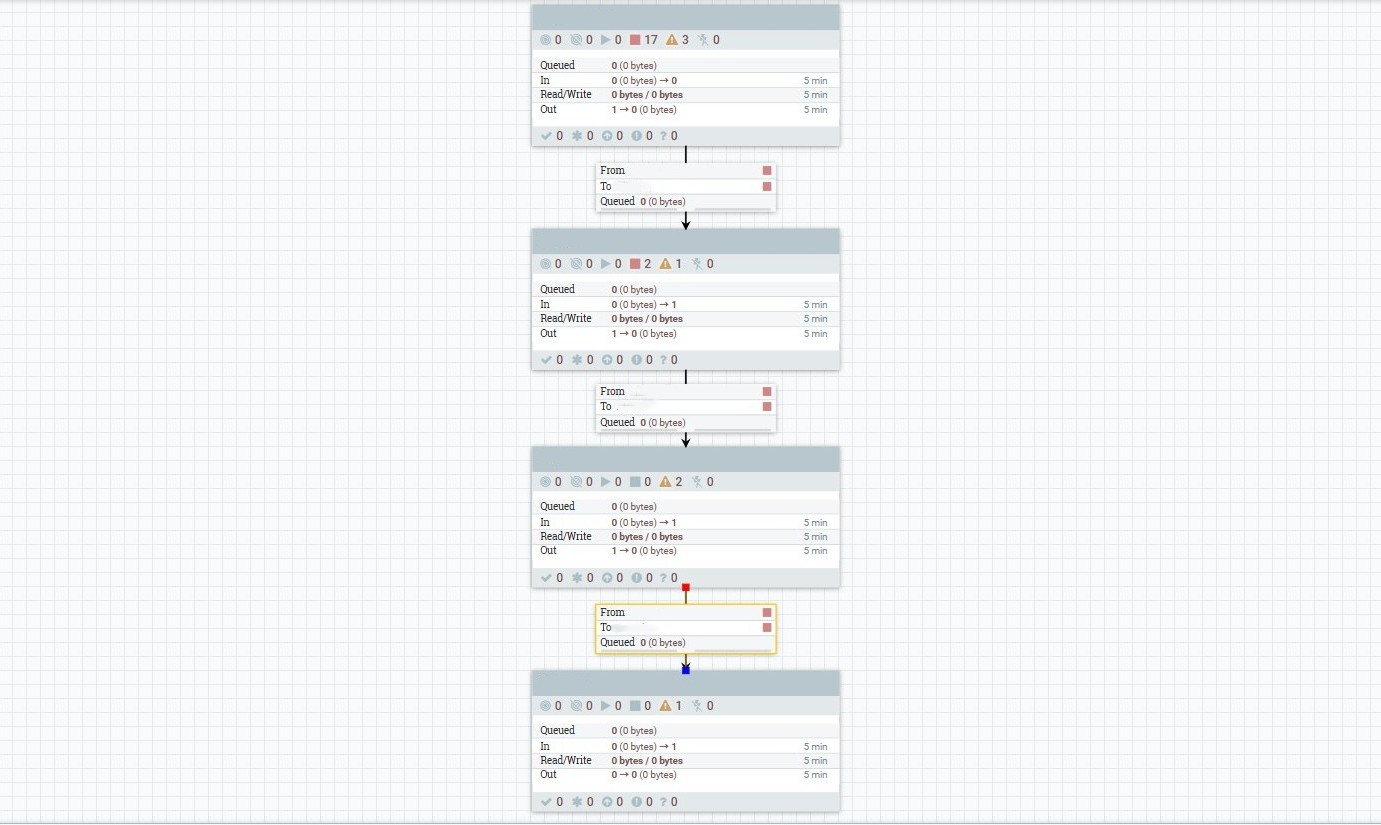 0 0 0 17 3 0
Queued 0 (0 bytes)
In 0 (0 bytes) → 0 5 min
Read/Write 0 bytes / 0 bytes 5 min
Out 1 → 0 (0 bytes) 5 min
0 0 0 0 ? 0
From
To
Queued 0 (0 bytes)
0 0 0 2 1 0
Queued 0 (0 bytes)
In 0 (0 bytes) → 1 5 min
Read/Write 0 bytes / 0 bytes 5 min
Out 1 → 0 (0 bytes) 5 min
0 0 0 0 ? 0
From
To
Queued 0 (0 bytes)
0 0 0 0 2 0
Queued 0 (0 bytes)
In 0 (0 bytes) → 1 5 min
Read/Write 0 bytes / 0 bytes 5 min
Out 1 → 0 (0 bytes) 5 min
0 0 0 0 ? 0
From
To
Queued 0 (0 bytes)
0 0 0 0 1 0
Queued 0 (0 bytes)
In 0 (0 bytes) → 1 5 min
Read/Write 0 bytes / 0 bytes 5 min
Out 0 → 0 (0 bytes) 5 min
0 0 0 0 ? 0